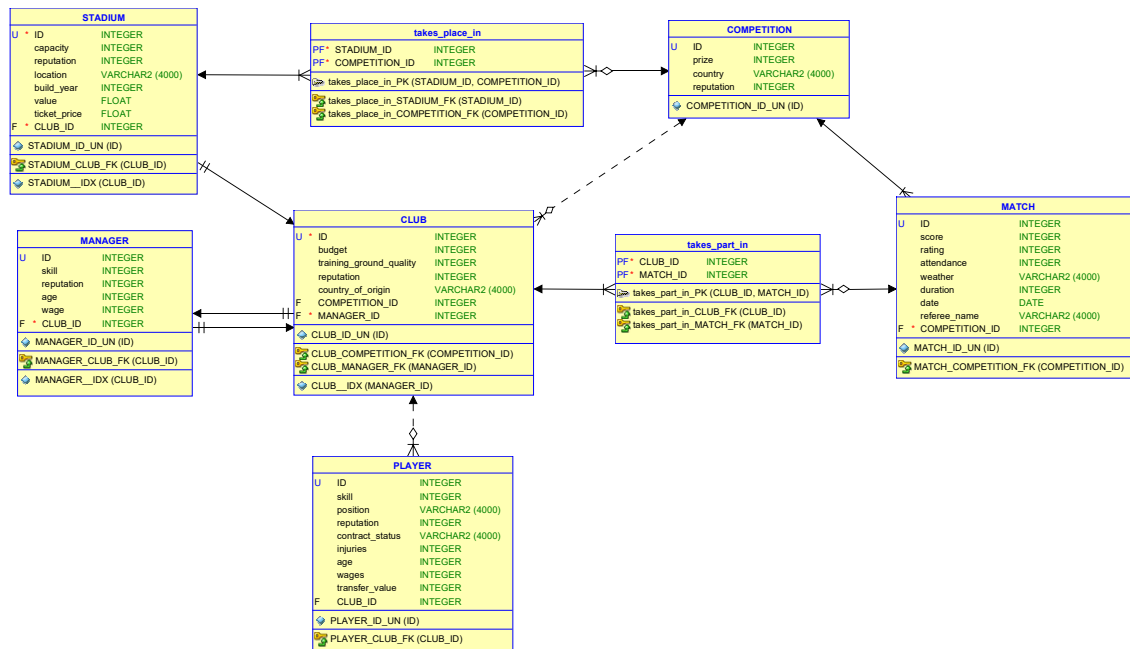 STADIUM
U * ID INTEGER
capacity INTEGER
reputation INTEGER
location VARCHAR2 (4000)
build_year INTEGER
value FLOAT
ticket_price FLOAT
F * CLUB_ID INTEGER
STADIUM_ID_UN (ID)
STADIUM_CLUB_FK (CLUB_ID)
STADIUM__IDX (CLUB_ID)
takes_place_in
PF* STADIUM_ID INTEGER
PF* COMPETITION_ID INTEGER
takes_place_in_PK (STADIUM_ID, COMPETITION_ID)
takes_place_in_STADIUM_FK (STADIUM_ID)
takes_place_in_COMPETITION_FK (COMPETITION_ID)
COMPETITION
U ID INTEGER
prize INTEGER
country VARCHAR2 (4000)
reputation INTEGER
COMPETITION_ID_UN (ID)
MANAGER
U ID INTEGER
skill INTEGER
reputation INTEGER
age INTEGER
wage INTEGER
F * CLUB_ID INTEGER
MANAGER_ID_UN (ID)
MANAGER_CLUB_FK (CLUB_ID)
MANAGER__IDX (CLUB_ID)
CLUB
U * ID INTEGER
budget INTEGER
training_ground_quality INTEGER
reputation INTEGER
country_of_origin VARCHAR2 (4000)
F COMPETITION_ID INTEGER
F * MANAGER_ID INTEGER
CLUB_ID_UN (ID)
CLUB_COMPETITION_FK (COMPETITION_ID)
CLUB_MANAGER_FK (MANAGER_ID)
CLUB__IDX (MANAGER_ID)
takes_part_in
PF* CLUB_ID INTEGER
PF* MATCH_ID INTEGER
takes_part_in_PK (CLUB_ID, MATCH_ID)
takes_part_in_CLUB_FK (CLUB_ID)
takes_part_in_MATCH_FK (MATCH_ID)
MATCH
U ID INTEGER
score INTEGER
rating INTEGER
attendance INTEGER
weather VARCHAR2 (4000)
duration INTEGER
date DATE
referee_name VARCHAR2 (4000)
F * COMPETITION_ID INTEGER
MATCH_ID_UN (ID)
MATCH_COMPETITION_FK (COMPETITION_ID)
PLAYER
U ID INTEGER
skill INTEGER
position VARCHAR2 (4000)
reputation INTEGER
contract_status VARCHAR2 (4000)
injuries INTEGER
age INTEGER
wages INTEGER
transfer_value INTEGER
F CLUB_ID INTEGER
PLAYER_ID_UN (ID)
PLAYER_CLUB_FK (CLUB_ID)